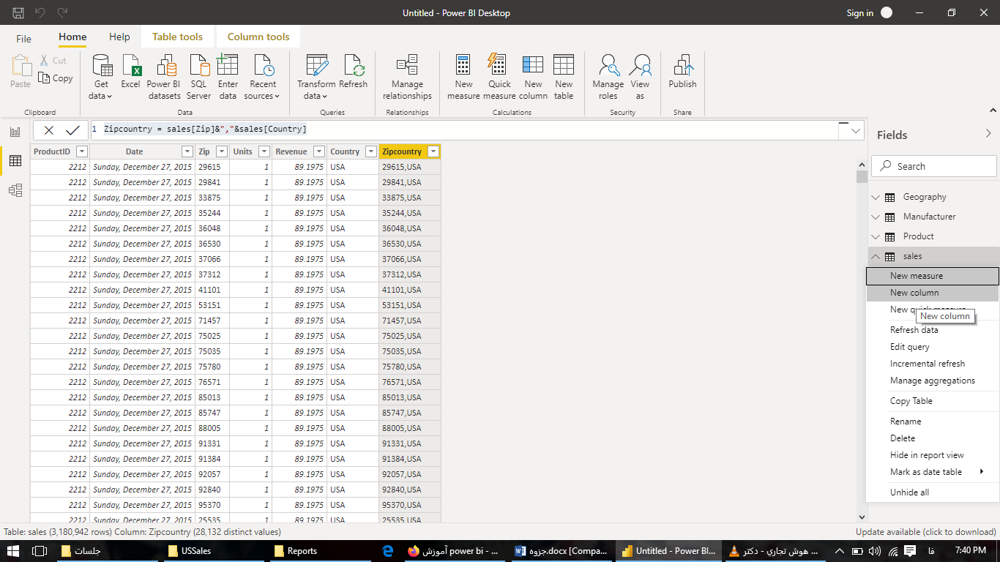 Untitled - Power BI Desktop
Sign in
File Home Help Table tools Column tools
Paste
Cut
Copy
Clipboard
Get data
Excel
Power BI datasets
SQL Server
Enter data
Recent sources
Data
Transform data
Refresh
Queries
Manage relationships
Relationships
New measure
Quick measure
New column
New table
Calculations
Manage roles
View as
Security
Publish
Share
1 Zipcountry = sales[Zip]&","&sales[Country]
ProductID Date Zip Units Revenue Country Zipcountry
2212 Sunday, December 27, 2015 29615 1 89.1975 USA 29615,USA
2212 Sunday, December 27, 2015 29841 1 89.1975 USA 29841,USA
2212 Sunday, December 27, 2015 33875 1 89.1975 USA 33875,USA
2212 Sunday, December 27, 2015 35244 1 89.1975 USA 35244,USA
2212 Sunday, December 27, 2015 36048 1 89.1975 USA 36048,USA
2212 Sunday, December 27, 2015 36530 1 89.1975 USA 36530,USA
2212 Sunday, December 27, 2015 37066 1 89.1975 USA 37066,USA
2212 Sunday, December 27, 2015 37312 1 89.1975 USA 37312,USA
2212 Sunday, December 27, 2015 41101 1 89.1975 USA 41101,USA
2212 Sunday, December 27, 2015 53151 1 89.1975 USA 53151,USA
2212 Sunday, December 27, 2015 71457 1 89.1975 USA 71457,USA
2212 Sunday, December 27, 2015 75025 1 89.1975 USA 75025,USA
2212 Sunday, December 27, 2015 75035 1 89.1975 USA 75035,USA
2212 Sunday, December 27, 2015 75780 1 89.1975 USA 75780,USA
2212 Sunday, December 27, 2015 76571 1 89.1975 USA 76571,USA
2212 Sunday, December 27, 2015 85013 1 89.1975 USA 85013,USA
2212 Sunday, December 27, 2015 85747 1 89.1975 USA 85747,USA
2212 Sunday, December 27, 2015 88005 1 89.1975 USA 88005,USA
2212 Sunday, December 27, 2015 91331 1 89.1975 USA 91331,USA
2212 Sunday, December 27, 2015 91384 1 89.1975 USA 91384,USA
2212 Sunday, December 27, 2015 92057 1 89.1975 USA 92057,USA
2212 Sunday, December 27, 2015 92840 1 89.1975 USA 92840,USA
2212 Sunday, December 27, 2015 95370 1 89.1975 USA 95370,USA
2212 Sunday, December 27, 2015 25535 1 89.1975 USA 25535,USA
Fields
Search
Geography
Manufacturer
Product
sales
New measure
New column
New quick measure
New column
Refresh data
Edit query
Incremental refresh
Manage aggregations
Copy Table
Rename
Delete
Hide in report view
Mark as date table
Unhide all
Table: sales (3,180,942 rows) Column: Zipcountry (28,132 distinct values)
Update available (click to download)
جلسات
USSales
Reports
آموزش power bi - ...
جزوه.docx [Compa...
Untitled - Power BI...
هوش تجاري - دکتر ...
فا
7:40 PM